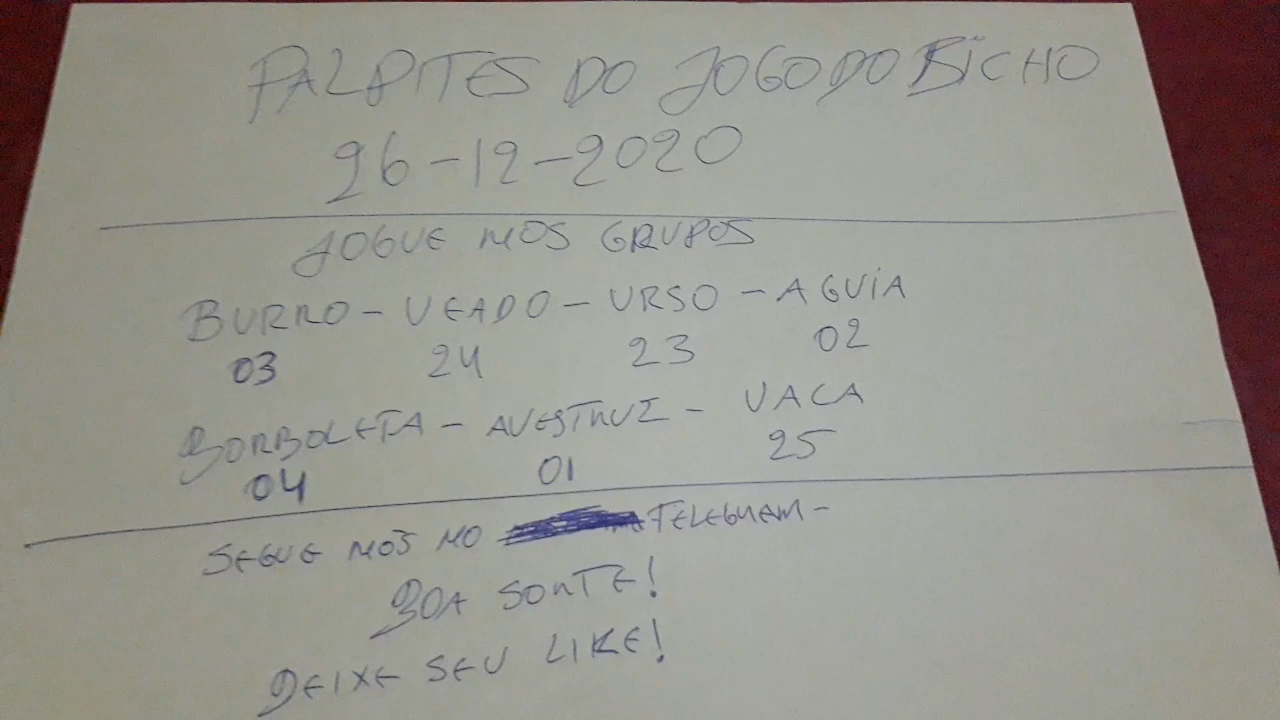 PALPITES DO JOGO DO BICHO
26-12-2020
JOGUE NOS GRUPOS
BURRO - VEADO - URSO - AGUIA
03 24 23 02
BORBOLETA - AVESTRUZ - VACA
04 01 25
SEGUE NOS NO TELEGRAM-
BOA SORTE!
DEIXE SEU LIKE!